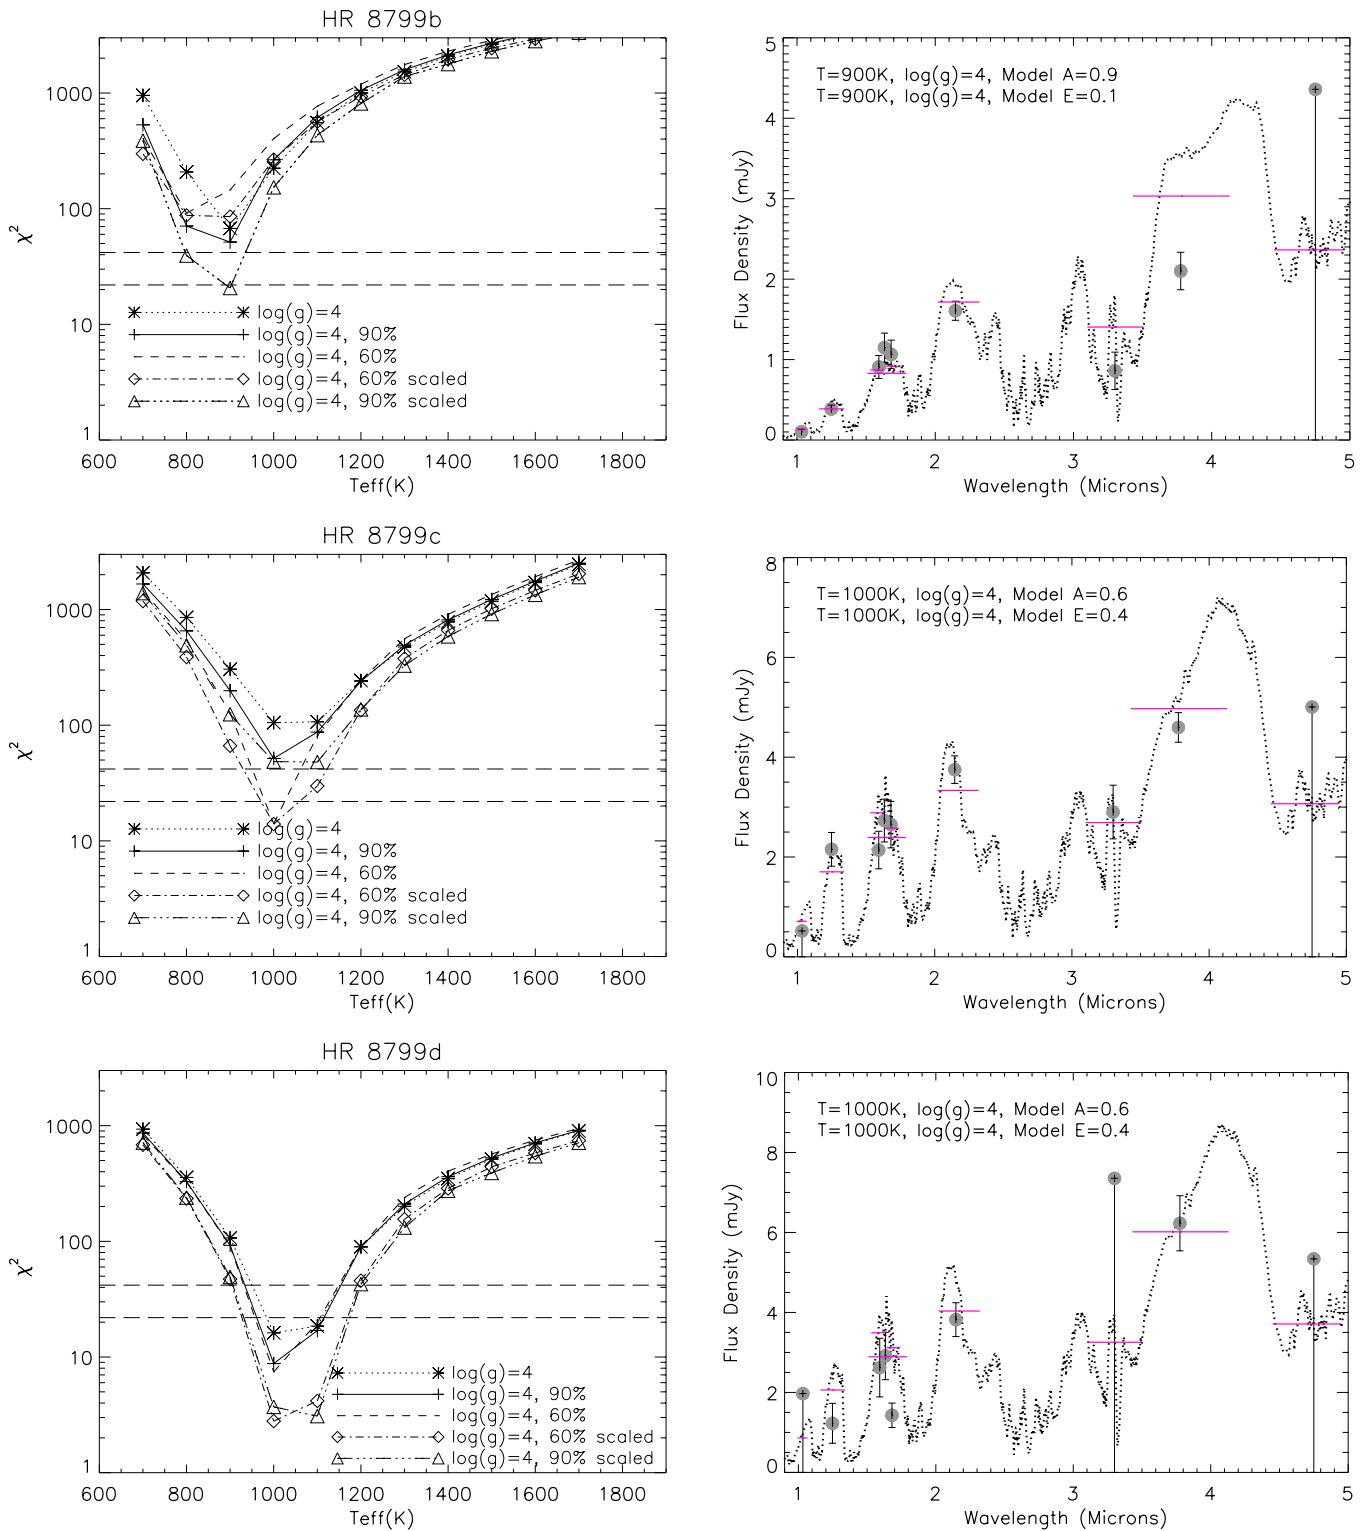 HR 8799b
χ²
1000
100
10
1
log(g)=4
log(g)=4, 90%
log(g)=4, 60%
log(g)=4, 60% scaled
log(g)=4, 90% scaled
600 800 1000 1200 1400 1600 1800
Teff(K)
T=900K, log(g)=4, Model A=0.9
T=900K, log(g)=4, Model E=0.1
Flux Density (mJy)
5
4
3
2
1
0
1 2 3 4 5
Wavelength (Microns)
HR 8799c
χ²
1000
100
10
1
log(g)=4
log(g)=4, 90%
log(g)=4, 60%
log(g)=4, 60% scaled
log(g)=4, 90% scaled
600 800 1000 1200 1400 1600 1800
Teff(K)
T=1000K, log(g)=4, Model A=0.6
T=1000K, log(g)=4, Model E=0.4
Flux Density (mJy)
8
6
4
2
0
1 2 3 4 5
Wavelength (Microns)
HR 8799d
χ²
1000
100
10
1
log(g)=4
log(g)=4, 90%
log(g)=4, 60%
log(g)=4, 60% scaled
log(g)=4, 90% scaled
600 800 1000 1200 1400 1600 1800
Teff(K)
T=1000K, log(g)=4, Model A=0.6
T=1000K, log(g)=4, Model E=0.4
Flux Density (mJy)
10
8
6
4
2
0
1 2 3 4 5
Wavelength (Microns)